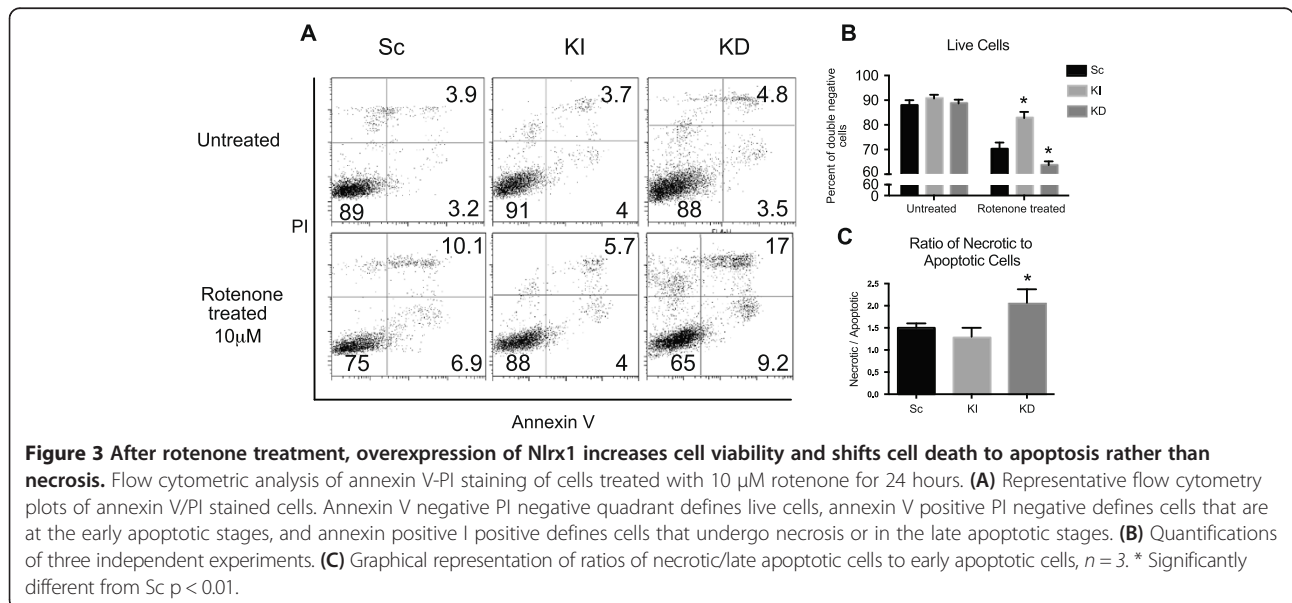 A
Sc KI KD
Untreated
3.9 3.7 4.8
89 3.2 91 4 88 3.5
PI
Rotenone
treated
10µM
10.1 5.7 17
75 6.9 88 4 65 9.2
Annexin V
B
Live Cells
Sc
KI
KD
Percent of double negative
cells
100
90
80
70
60
60
0
Untreated Rotenone treated
* *
C
Ratio of Necrotic to
Apoptotic Cells
*
Necrotic / Apoptotic
2.5
2.0
1.5
1.0
0.5
0.0
Sc KI KD
Figure 3 After rotenone treatment, overexpression of Nlrx1 increases cell viability and shifts cell death to apoptosis rather than
necrosis. Flow cytometric analysis of annexin V-PI staining of cells treated with 10 µM rotenone for 24 hours. (A) Representative flow cytometry
plots of annexin V/PI stained cells. Annexin V negative PI negative quadrant defines live cells, annexin V positive PI negative defines cells that are
at the early apoptotic stages, and annexin positive I positive defines cells that undergo necrosis or in the late apoptotic stages. (B) Quantifications
of three independent experiments. (C) Graphical representation of ratios of necrotic/late apoptotic cells to early apoptotic cells, n = 3. * Significantly
different from Sc p < 0.01.